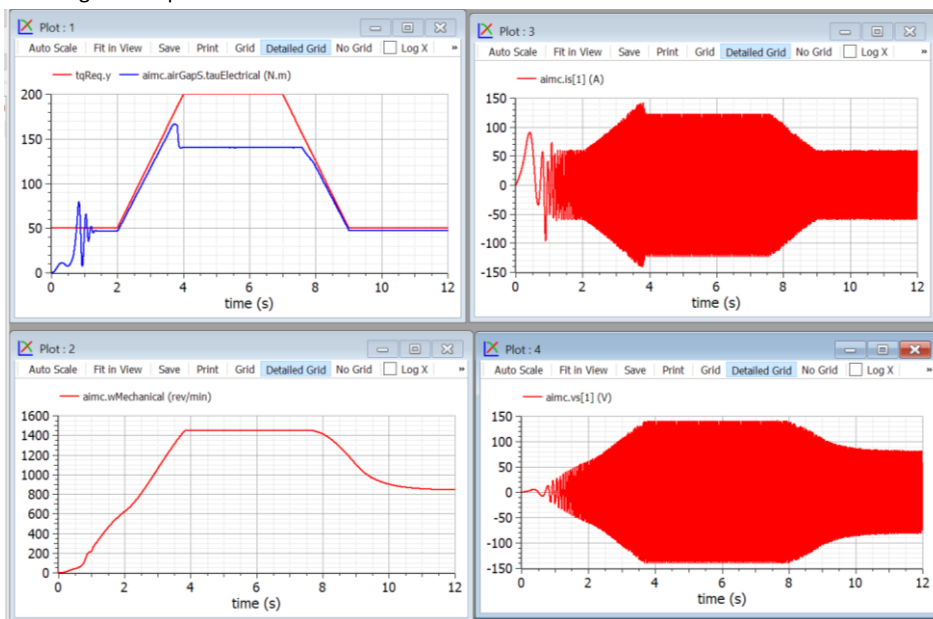 Plot : 1
Auto Scale Fit in View Save Print Grid Detailed Grid No Grid Log X »
tqReq.y aimc.airGapS.tauElectrical (N.m)
200
150
100
50
0
0 2 4 6 8 10 12
time (s)
Plot : 3
Auto Scale Fit in View Save Print Grid Detailed Grid No Grid Log X »
aimc.is[1] (A)
150
100
50
0
-50
-100
-150
0 2 4 6 8 10 12
time (s)
Plot : 2
Auto Scale Fit in View Save Print Grid Detailed Grid No Grid Log X »
aimc.wMechanical (rev/min)
1600
1400
1200
1000
800
600
400
200
0
0 2 4 6 8 10 12
time (s)
Plot : 4
Auto Scale Fit in View Save Print Grid Detailed Grid No Grid Log X »
aimc.vs[1] (V)
150
100
50
0
-50
-100
-150
0 2 4 6 8 10 12
time (s)